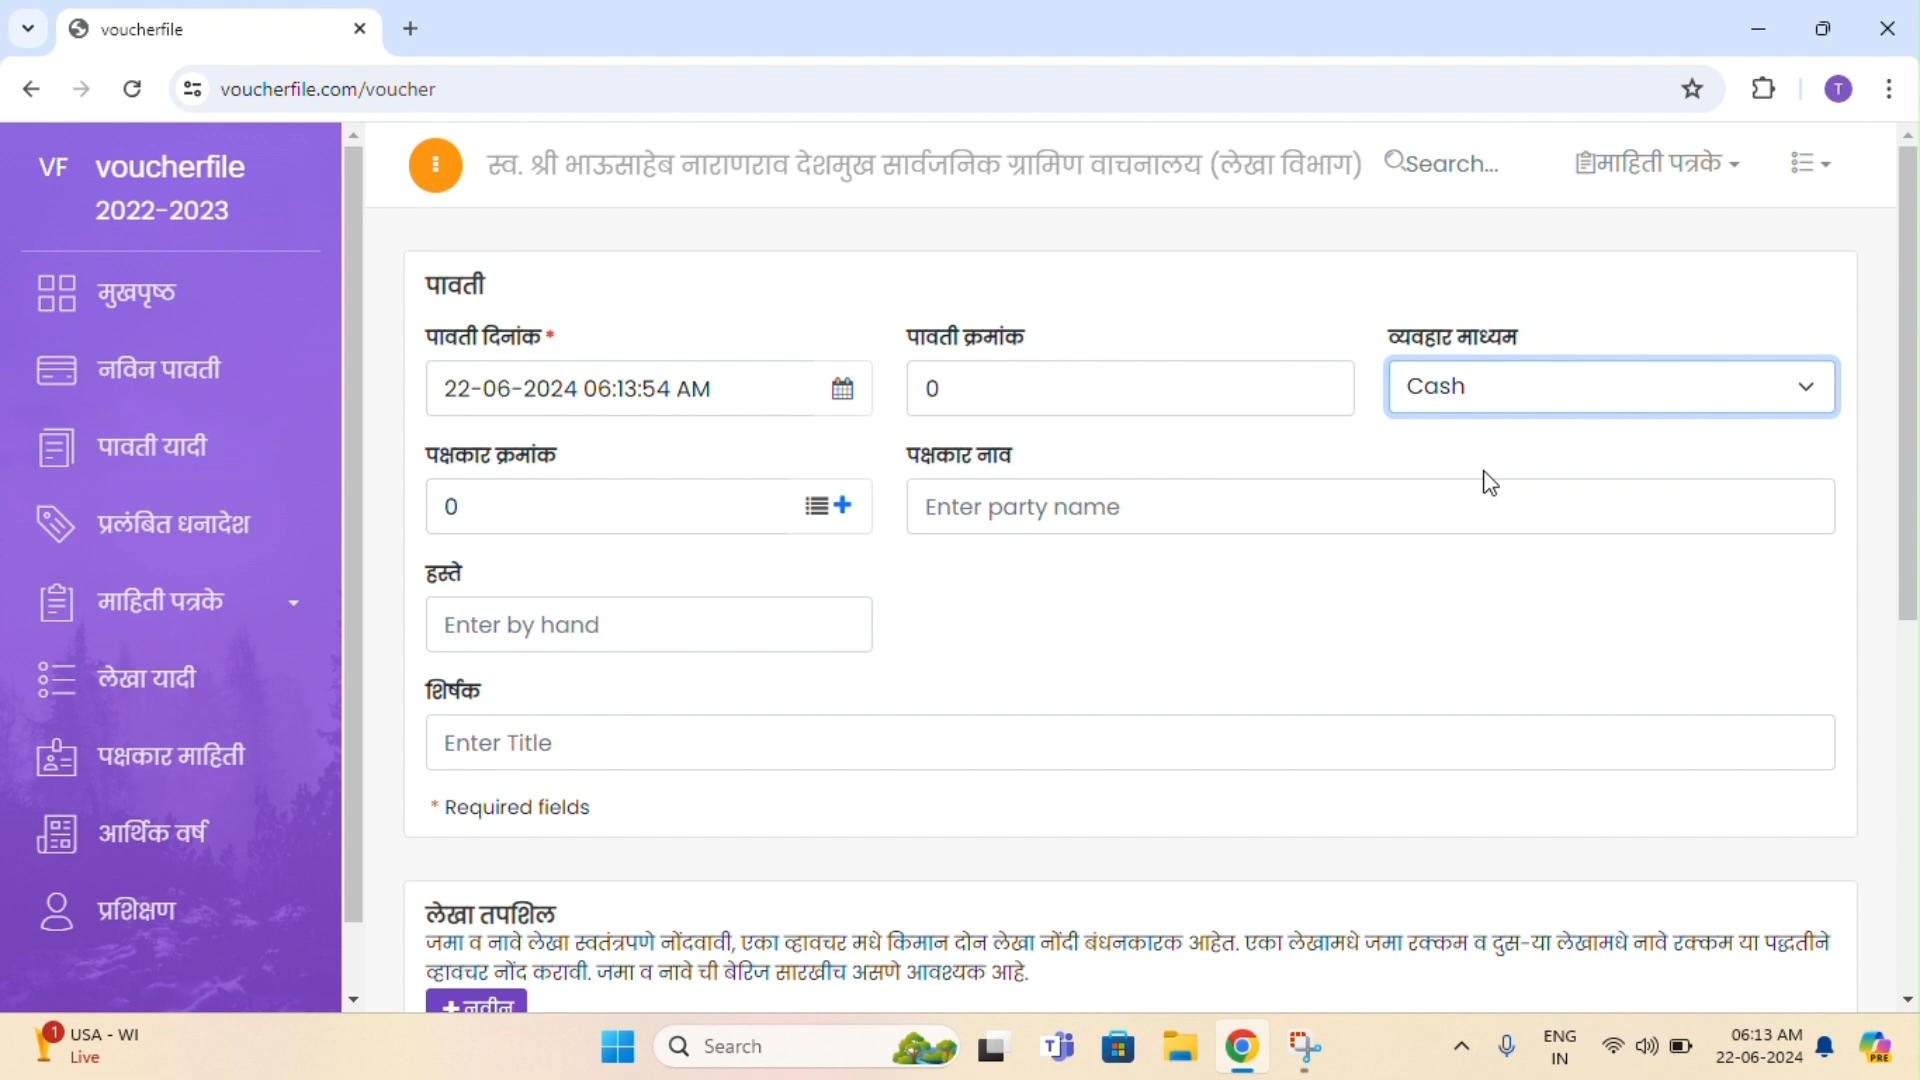 voucherfile
voucherfile.com/voucher
VF voucherfile
2022-2023
मुखपृष्ठ
नविन पावती
पावती यादी
प्रलंबित धनादेश
माहिती पत्रके
लेखा यादी
पक्षकार माहिती
आर्थिक वर्ष
प्रशिक्षण
स्व. श्री भाऊसाहेब नाराणराव देशमुख सार्वजनिक ग्रामिण वाचनालय (लेखा विभाग)
Search...
माहिती पत्रके
पावती
पावती दिनांक *
22-06-2024 06:13:54 AM
पावती क्रमांक
0
व्यवहार माध्यम
Cash
पक्षकार क्रमांक
0
पक्षकार नाव
Enter party name
हस्ते
Enter by hand
शिर्षक
Enter Title
* Required fields
लेखा तपशिल
जमा व नावे लेखा स्वतंत्रपणे नोंदवावी, एका व्हावचर मधे किमान दोन लेखा नोंदी बंधनकारक आहेत. एका लेखामधे जमा रक्कम व दुस-या लेखामधे नावे रक्कम या पद्धतीने
व्हावचर नोंद करावी. जमा व नावे ची बेरिज सारखीच असणे आवश्यक आहे.
+ नवीन
T
1
USA - WI
Live
Search
ENG
IN
06:13 AM
22-06-2024
PRE